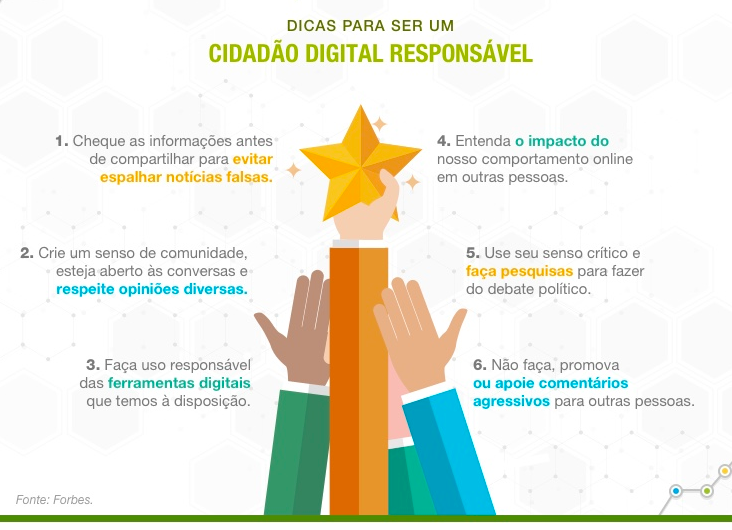 DICAS PARA SER UM
CIDADÃO DIGITAL RESPONSÁVEL
1. Cheque as informações antes
de compartilhar para evitar
espalhar notícias falsas.
2. Crie um senso de comunidade,
esteja aberto às conversas e
respeite opiniões diversas.
3. Faça uso responsável
das ferramentas digitais
que temos à disposição.
4. Entenda o impacto do
nosso comportamento online
em outras pessoas.
5. Use seu senso crítico e
faça pesquisas para fazer
do debate político.
6. Não faça, promova
ou apoie comentários
agressivos para outras pessoas.
Fonte: Forbes.